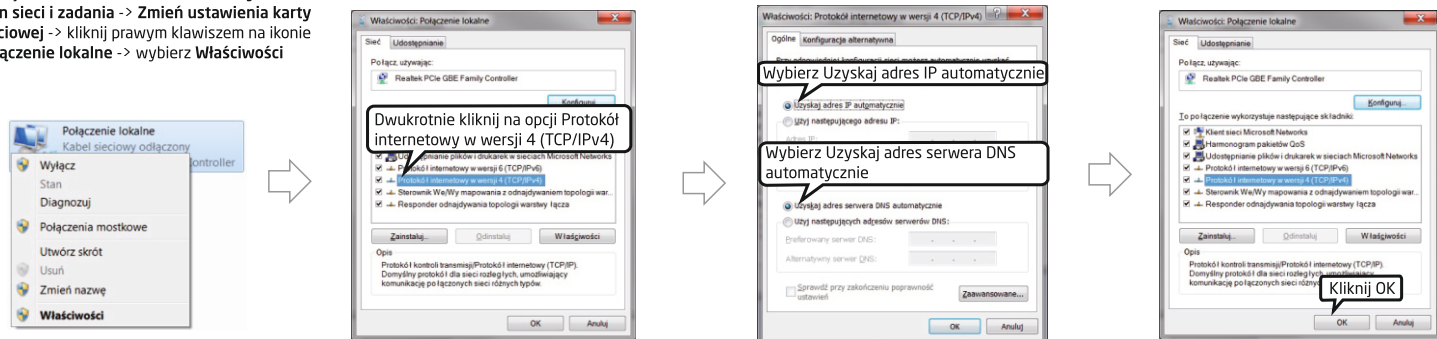 n sieci i zadania -> Zmień ustawienia karty
ciowej -> kliknij prawym klawiszem na ikonie
łączenie lokalne -> wybierz Właściwości
Połączenie lokalne
Kabel sieciowy odłączony
ontroller
Wyłącz
Stan
Diagnozuj
Połączenia mostkowe
Utwórz skrót
Usuń
Zmień nazwę
Właściwości
Właściwości: Połączenie lokalne
Sieć Udostępnianie
Połącz, używając:
Realtek PCIe GBE Family Controller
Konfiguruj...
Dwukrotnie kliknij na opcji Protokół
internetowy w wersji 4 (TCP/IPv4)
Udostępnianie plików i drukarek w sieciach Microsoft Networks
Protokół internetowy w wersji 6 (TCP/IPv6)
Protokół internetowy w wersji 4 (TCP/IPv4)
Sterownik We/Wy mapowania z odnajdywaniem topologii war...
Responder odnajdywania topologii warstwy łącza
Zainstaluj... Odinstaluj Właściwości
Opis
Protokół kontroli transmisji/Protokół internetowy (TCP/IP).
Domyślny protokół dla sieci rozległych, umożliwiający
komunikację połączonych sieci różnych typów.
OK Anuluj
Właściwości: Protokół internetowy w wersji 4 (TCP/IPv4)
Ogólne Konfiguracja alternatywna
Przy odpowiedniej konfiguracji sieci możesz automatycznie uzyskać
Wybierz Uzyskaj adres IP automatycznie
Uzyskaj adres IP automatycznie
Użyj następującego adresu IP:
Adres IP:
Wybierz Uzyskaj adres serwera DNS
automatycznie
Uzyskaj adres serwera DNS automatycznie
Użyj następujących adresów serwerów DNS:
Preferowany serwer DNS:
Alternatywny serwer DNS:
Sprawdź przy zakończeniu poprawność
ustawień
Zaawansowane...
OK Anuluj
Właściwości: Połączenie lokalne
Sieć Udostępnianie
Połącz, używając:
Realtek PCIe GBE Family Controller
Konfiguruj...
To połączenie wykorzystuje następujące składniki:
Klient sieci Microsoft Networks
Harmonogram pakietów QoS
Udostępnianie plików i drukarek w sieciach Microsoft Networks
Protokół internetowy w wersji 6 (TCP/IPv6)
Protokół internetowy w wersji 4 (TCP/IPv4)
Sterownik We/Wy mapowania z odnajdywaniem topologii war...
Responder odnajdywania topologii warstwy łącza
Zainstaluj... Odinstaluj Właściwości
Opis
Protokół kontroli transmisji/Protokół internetowy (TCP/IP).
Domyślny protokół dla sieci rozległych, umożliwiający
komunikację połączonych sieci różnyc
Kliknij OK
OK Anuluj